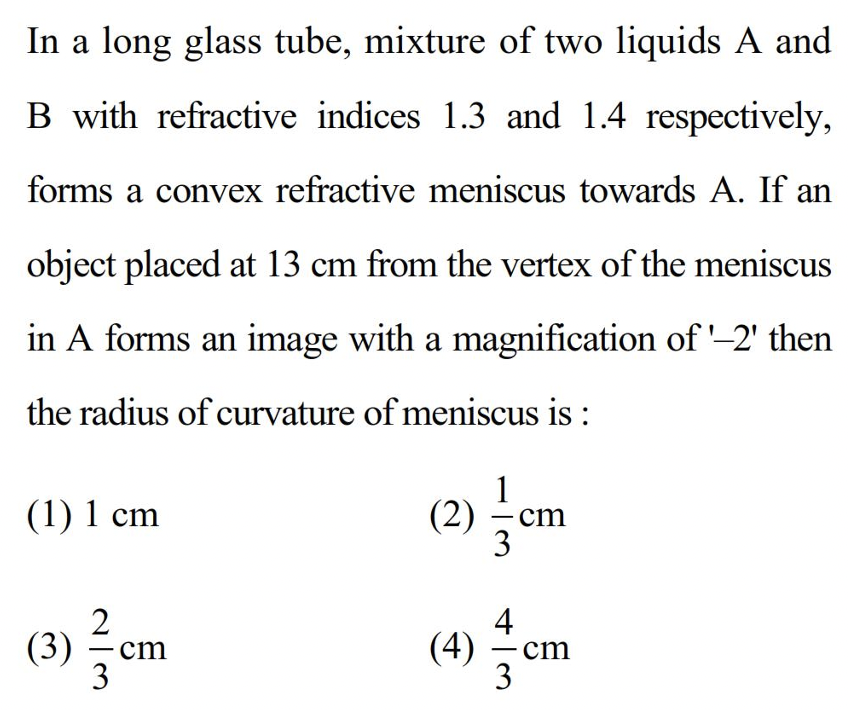 In a long glass tube, mixture of two liquids A and
B with refractive indices 1.3 and 1.4 respectively,
forms a convex refractive meniscus towards A. If an
object placed at 13 cm from the vertex of the meniscus
in A forms an image with a magnification of '–2' then
the radius of curvature of meniscus is :
(1) 1 cm (2) 1/3 cm
(3) 2/3 cm (4) 4/3 cm